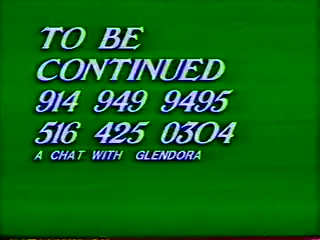 TO BE
CONTINUED
914 949 9495
516 425 0304
A CHAT WITH GLENDORA